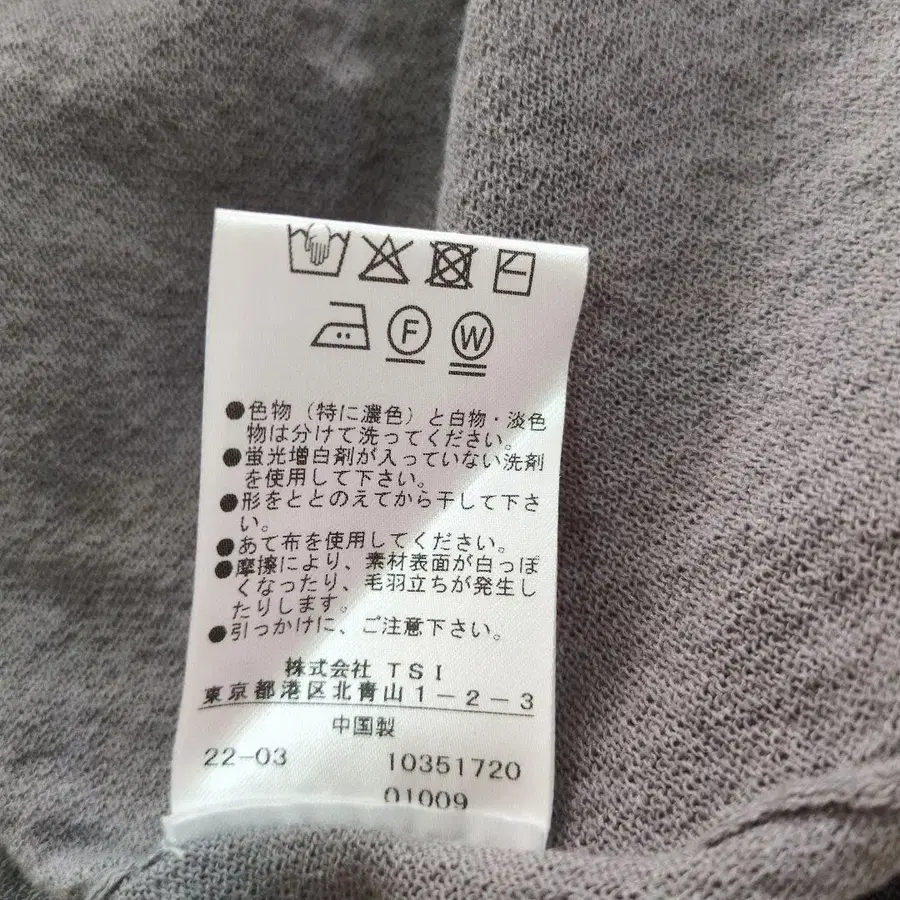 F W
●色物（特に濃色）と白物・淡色
物は分けて洗ってください。
●蛍光増白剤が入っていない洗剤
を使用して下さい。
●形をととのえてから干して下さ
い。
●あて布を使用してください。
●摩擦により、素材表面が白っぽ
くなったり、毛羽立ちが発生し
たりします。
●引っかけに、ご注意下さい。
株式会社 TSI
東京都港区北青山1-2-3
中国製
22-03 10351720
01009